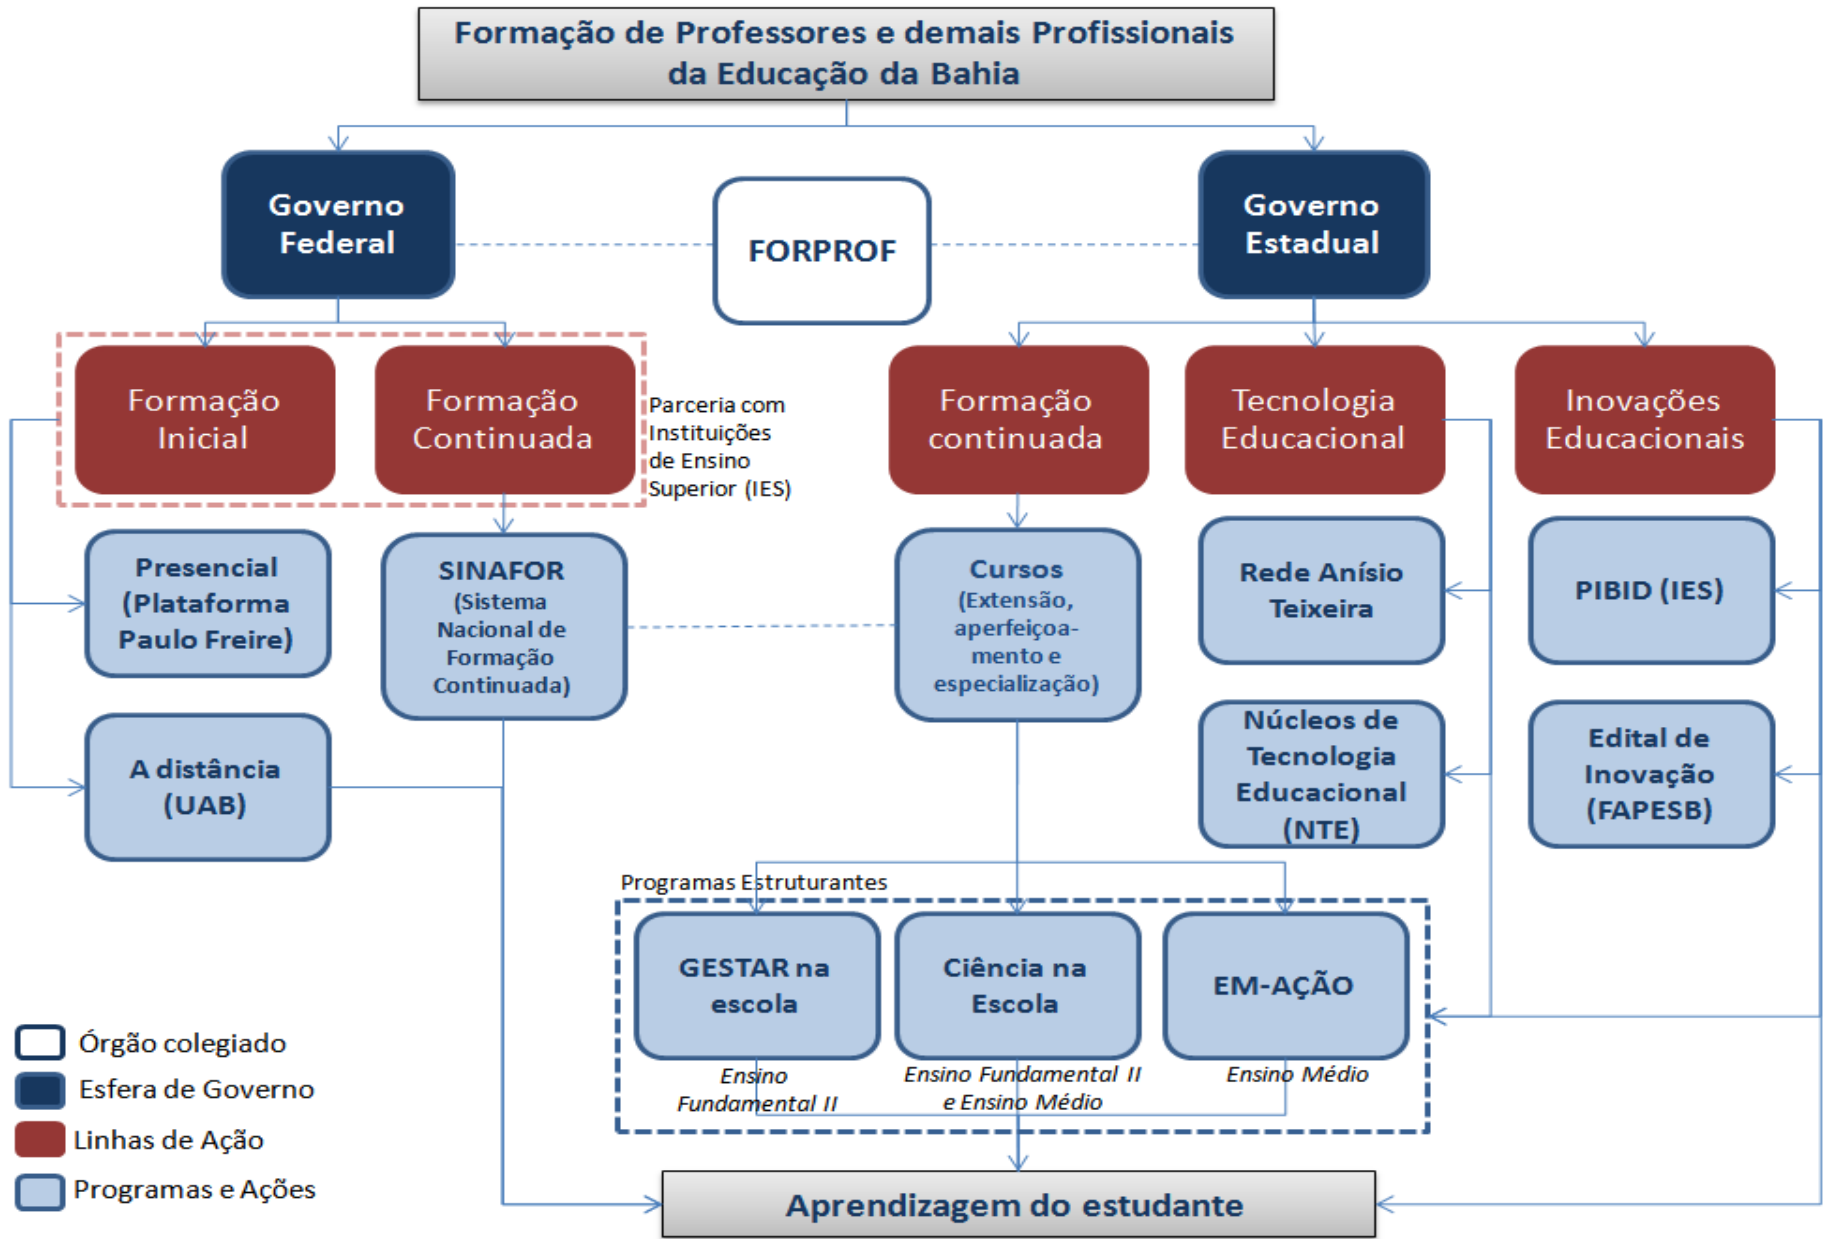 Formação de Professores e demais Profissionais
da Educação da Bahia
Governo
Federal
FORPROF
Governo
Estadual
Formação
Inicial
Formação
Continuada
Parceria com
Instituições
de Ensino
Superior (IES)
Formação
continuada
Tecnologia
Educacional
Inovações
Educacionais
Presencial
(Plataforma
Paulo Freire)
SINAFOR
(Sistema
Nacional de
Formação
Continuada)
Cursos
(Extensão,
aperfeiçoa-
mento e
especialização)
Rede Anísio
Teixeira
PIBID (IES)
A distância
(UAB)
Núcleos de
Tecnologia
Educacional
(NTE)
Edital de
Inovação
(FAPESB)
Programas Estruturantes
GESTAR na
escola
Ciência na
Escola
EM-AÇÃO
Ensino
Fundamental II
Ensino Fundamental II
e Ensino Médio
Ensino Médio
Órgão colegiado
Esfera de Governo
Linhas de Ação
Programas e Ações
Aprendizagem do estudante